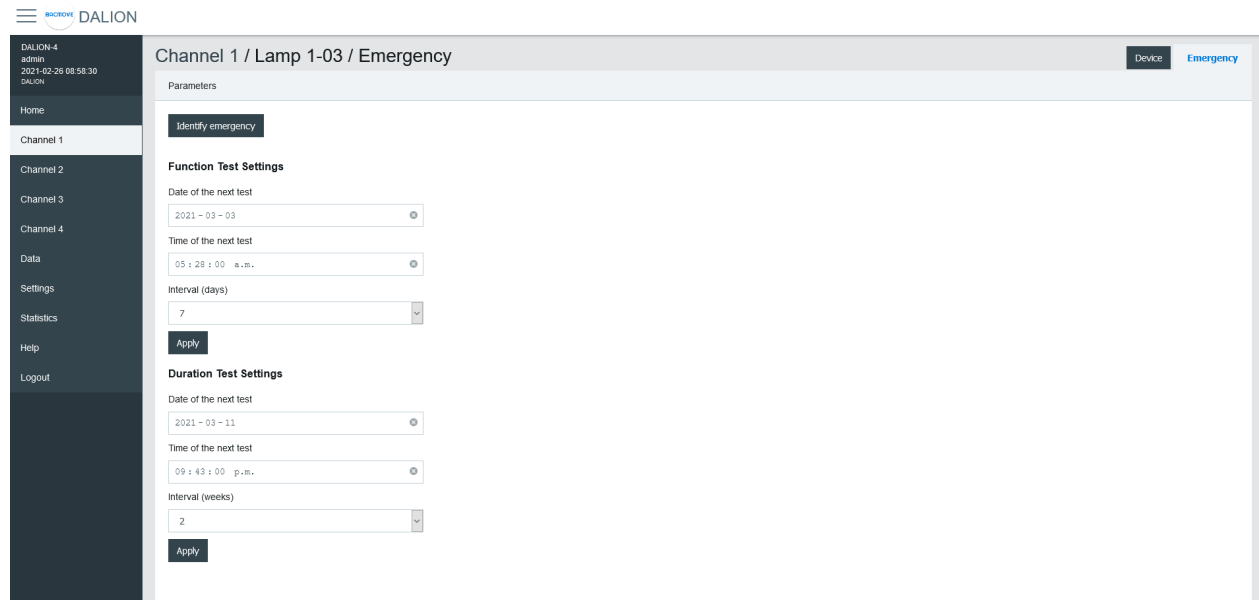 BACMOVE DALION
DALION-4
admin
2021-02-26 08:58:30
DALION
Home
Channel 1
Channel 2
Channel 3
Channel 4
Data
Settings
Statistics
Help
Logout
Channel 1 / Lamp 1-03 / Emergency
Device
Emergency
Parameters
Identify emergency
Function Test Settings
Date of the next test
2021 - 03 - 03
Time of the next test
05 : 28 : 00 a.m.
Interval (days)
7
Apply
Duration Test Settings
Date of the next test
2021 - 03 - 11
Time of the next test
09 : 43 : 00 p.m.
Interval (weeks)
2
Apply